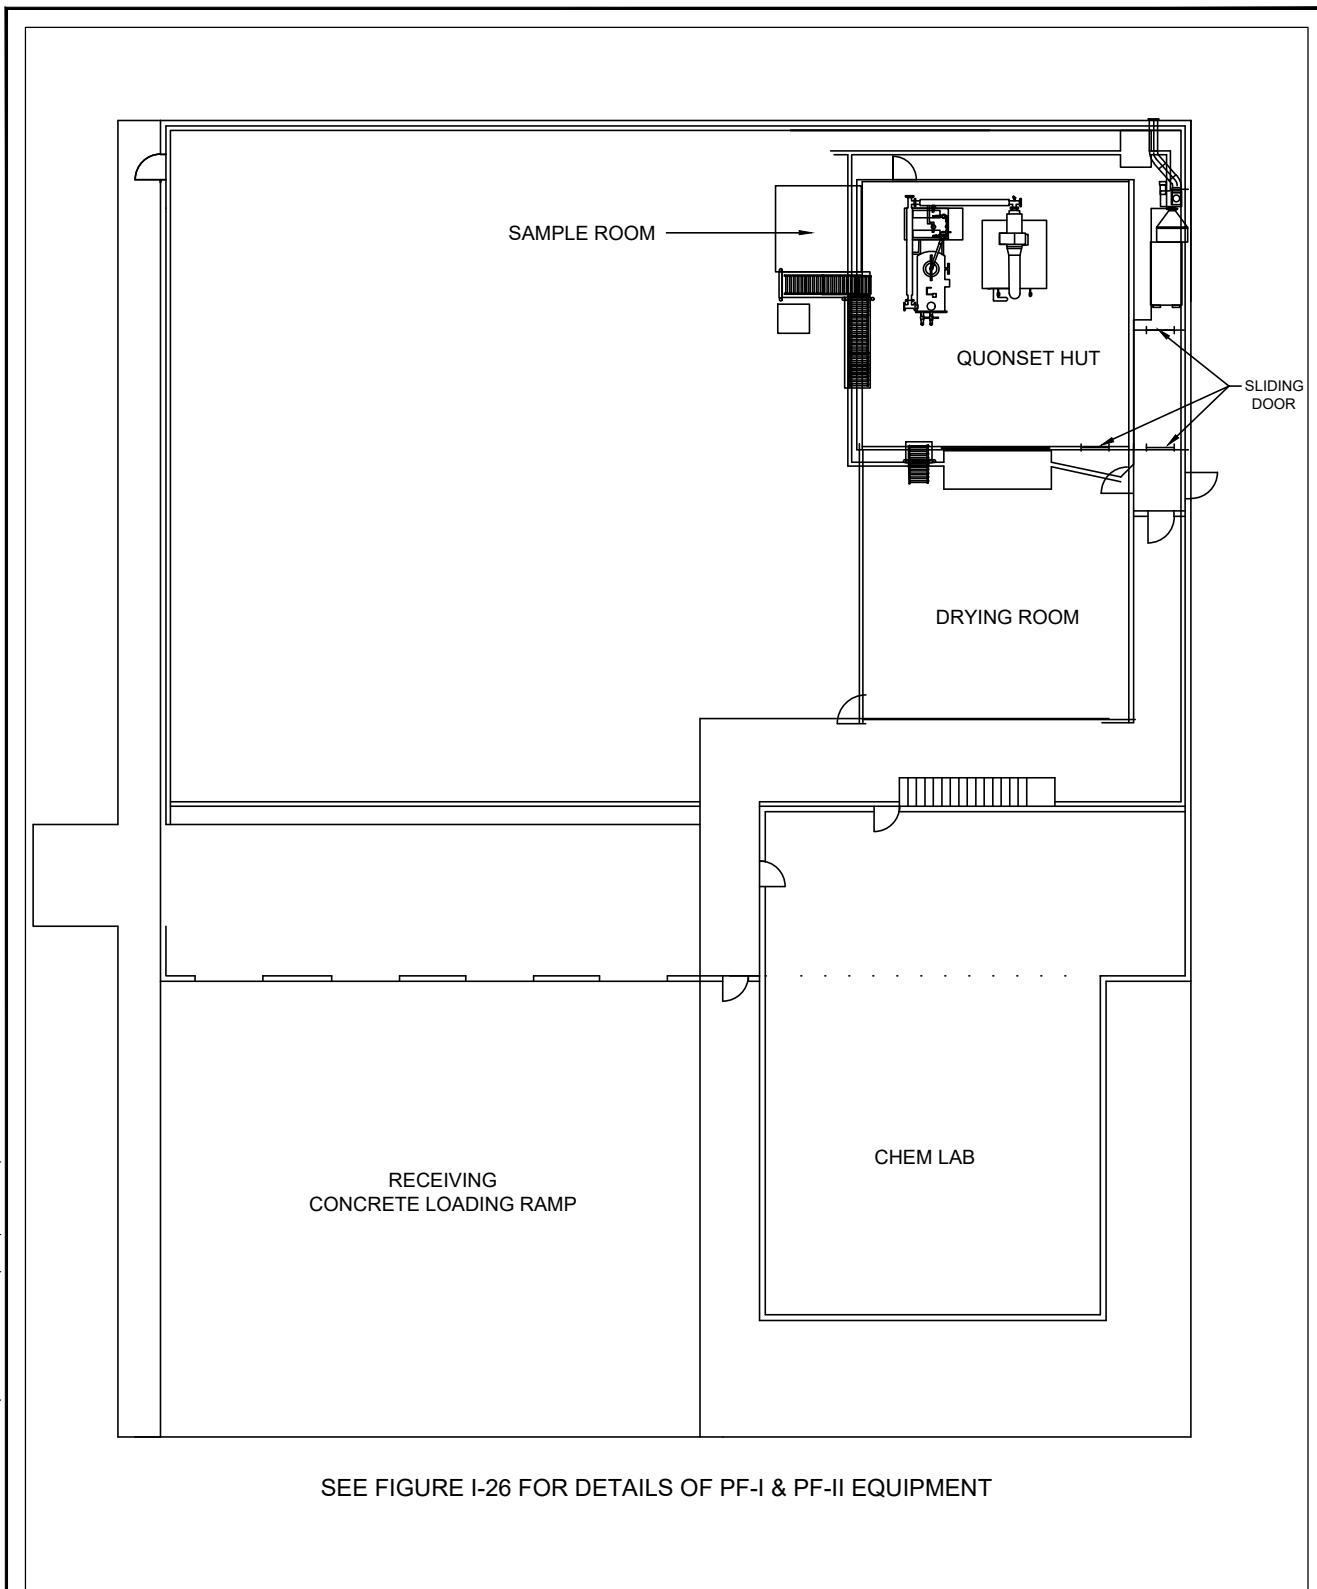 SAMPLE ROOM
QUONSET HUT
SLIDING
DOOR
DRYING ROOM
CHEM LAB
RECEIVING
CONCRETE LOADING RAMP
SEE FIGURE I-26 FOR DETAILS OF PF-I & PF-II EQUIPMENT